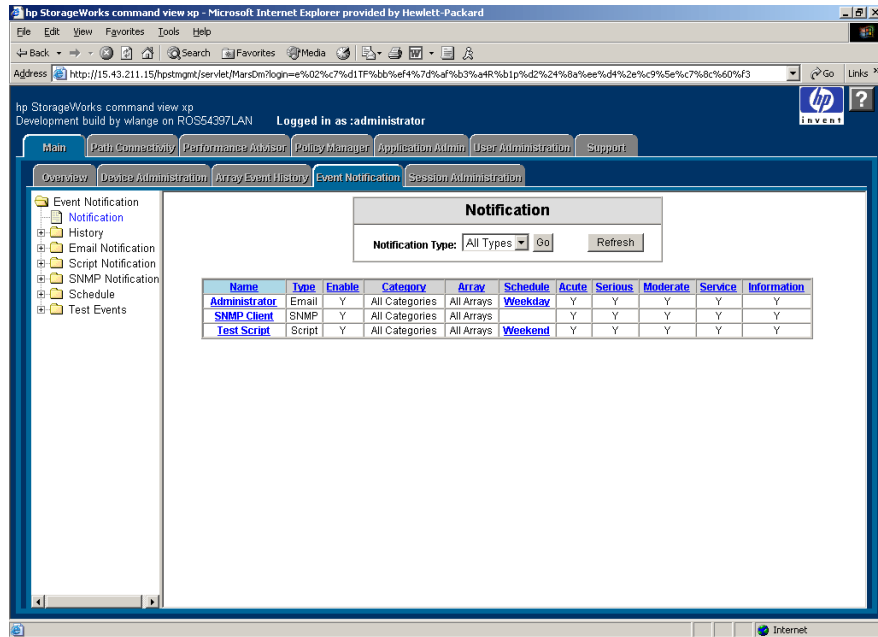 hp StorageWorks command view xp - Microsoft Internet Explorer provided by Hewlett-Packard
File Edit View Favorites Tools Help
Back Search Favorites Media
Address http://15.43.211.15/hpstmgmt/servlet/MarsDm?login=e%02%c7%d1TF%bb%ef4%7d%af%b3%a4R%b1p%d2%24%8a%ee%d4%2e%c9%5e%c7%8c%60%f3 Go Links »
hp StorageWorks command view xp
Development build by wlange on ROS54397LAN Logged in as :administrator
hp invent ?
Main Path Connectivity Performance Advisor Policy Manager Application Admin User Administration Support
Overview Device Administration Array Event History Event Notification Session Administration
Event Notification
Notification
History
Email Notification
Script Notification
SNMP Notification
Schedule
Test Events
Notification
Notification Type: All Types Go Refresh
Name Type Enable Category Array Schedule Acute Serious Moderate Service Information
Administrator Email Y All Categories All Arrays Weekday Y Y Y Y Y
SNMP Client SNMP Y All Categories All Arrays Y Y Y Y Y
Test Script Script Y All Categories All Arrays Weekend Y Y Y Y Y
Internet